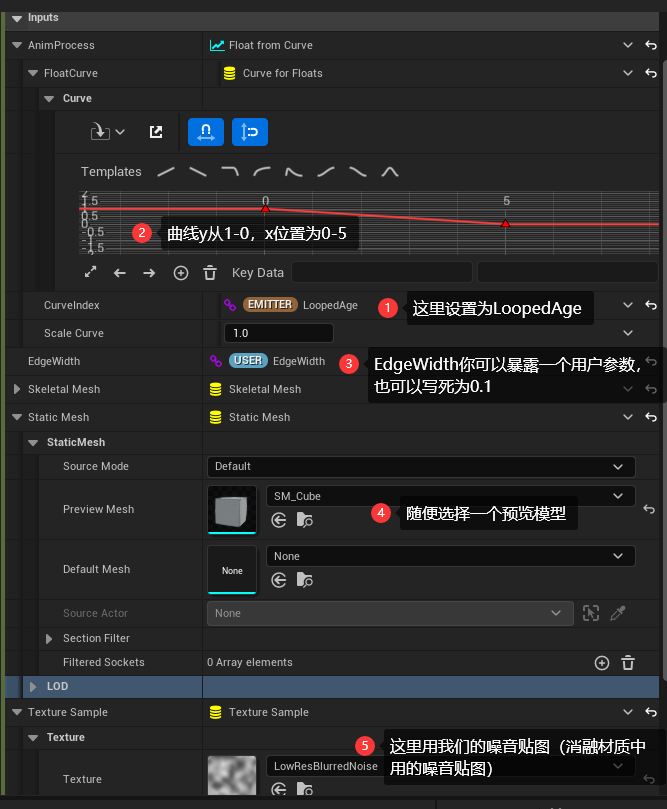 Inputs
AnimProcess
Float from Curve
FloatCurve
Curve for Floats
Curve
Templates
2
1.5
0.5
0
-0.5
-1.5
0
5
2 曲线y从1-0，x位置为0-5
Key Data
CurveIndex
EMITTER LoopedAge
1 这里设置为LoopedAge
Scale Curve
1.0
EdgeWidth
USER EdgeWidth
3 EdgeWidth你可以暴露一个用户参数，
也可以写死为0.1
Skeletal Mesh
Skeletal Mesh
Static Mesh
Static Mesh
StaticMesh
Source Mode
Default
Preview Mesh
SM_Cube
4 随便选择一个预览模型
Default Mesh
None
None
Source Actor
None
Section Filter
Filtered Sockets
0 Array elements
LOD
Texture Sample
Texture Sample
Texture
5 这里用我们的噪音贴图（消融材质中
用的噪音贴图）
Texture
LowResBlurredNoise